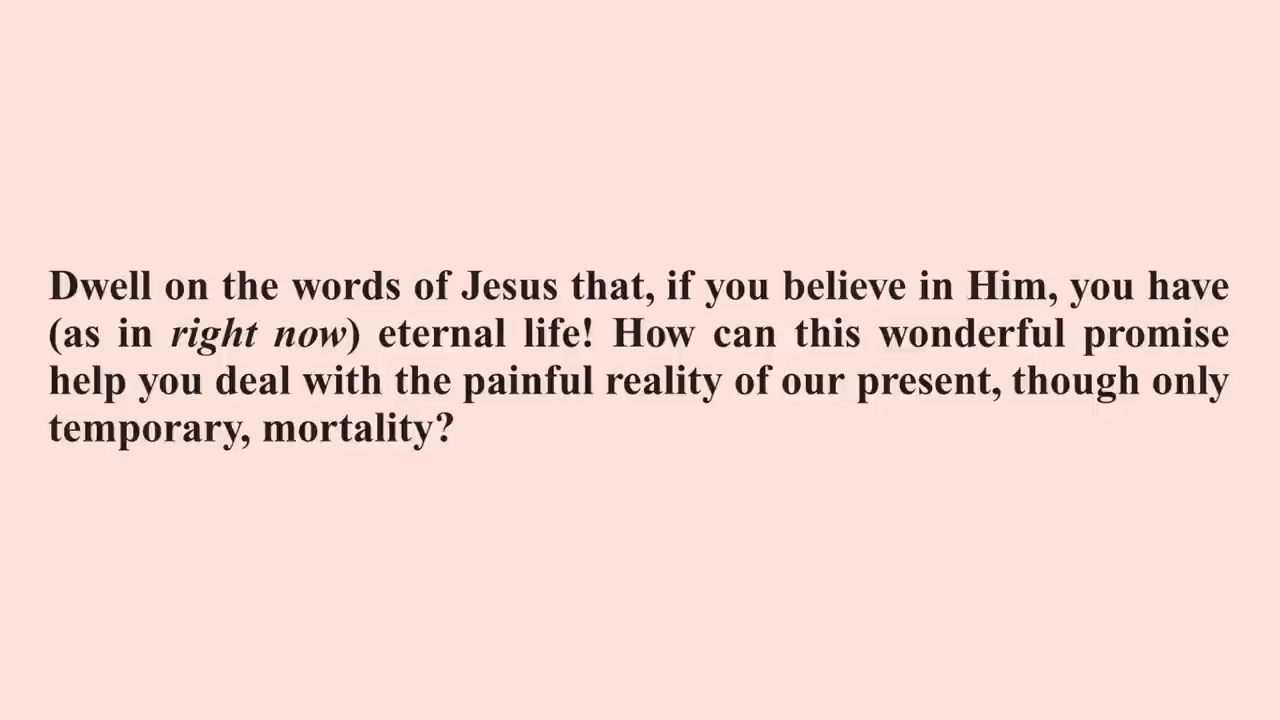 Dwell on the words of Jesus that, if you believe in Him, you have
(as in right now) eternal life! How can this wonderful promise
help you deal with the painful reality of our present, though only
temporary, mortality?